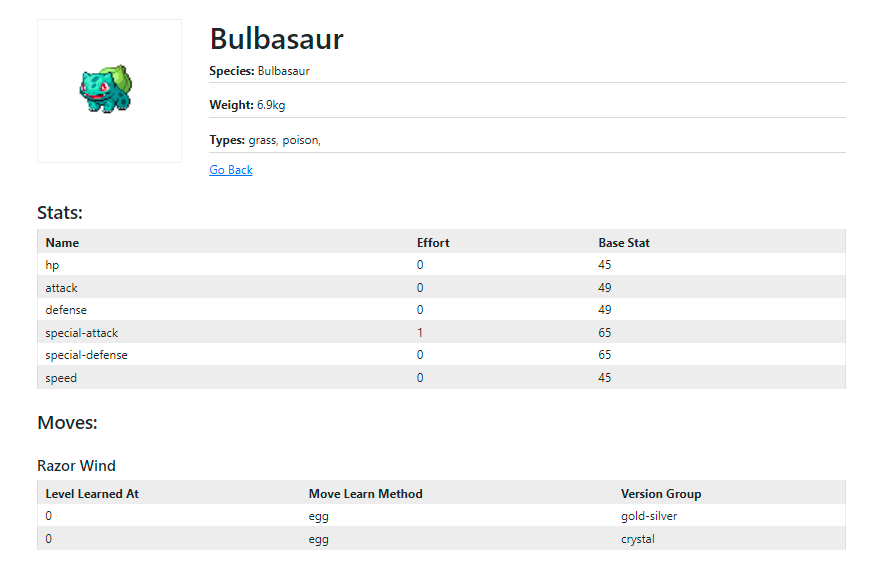 Bulbasaur
Species: Bulbasaur
Weight: 6.9kg
Types: grass, poison,
Go Back
Stats:
Name Effort Base Stat
hp 0 45
attack 0 49
defense 0 49
special-attack 1 65
special-defense 0 65
speed 0 45
Moves:
Razor Wind
Level Learned At Move Learn Method Version Group
0 egg gold-silver
0 egg crystal